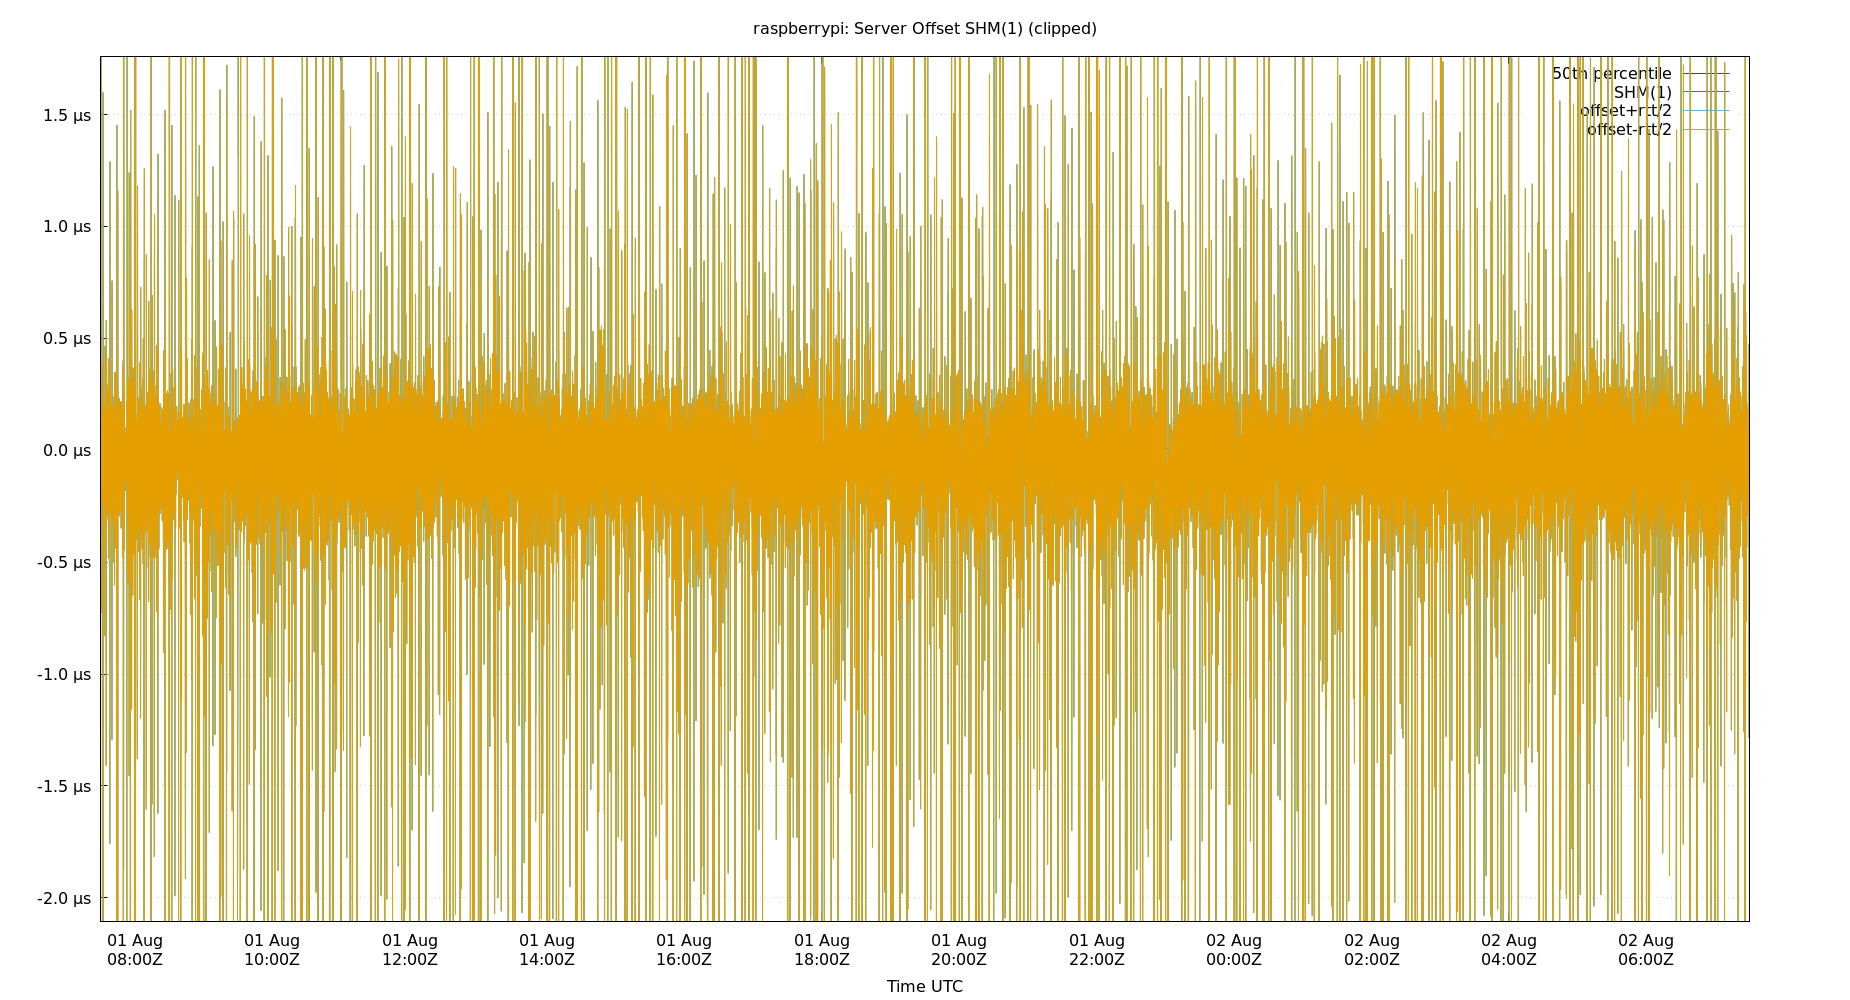 raspberrypi: Server Offset SHM(1) (clipped)
50th percentile
SHM(1)
offset+rtt/2
offset-rtt/2
1.5 µs
1.0 µs
0.5 µs
0.0 µs
-0.5 µs
-1.0 µs
-1.5 µs
-2.0 µs
01 Aug 01 Aug 01 Aug 01 Aug 01 Aug 01 Aug 01 Aug 01 Aug 02 Aug 02 Aug 02 Aug 02 Aug
08:00Z 10:00Z 12:00Z 14:00Z 16:00Z 18:00Z 20:00Z 22:00Z 00:00Z 02:00Z 04:00Z 06:00Z
Time UTC